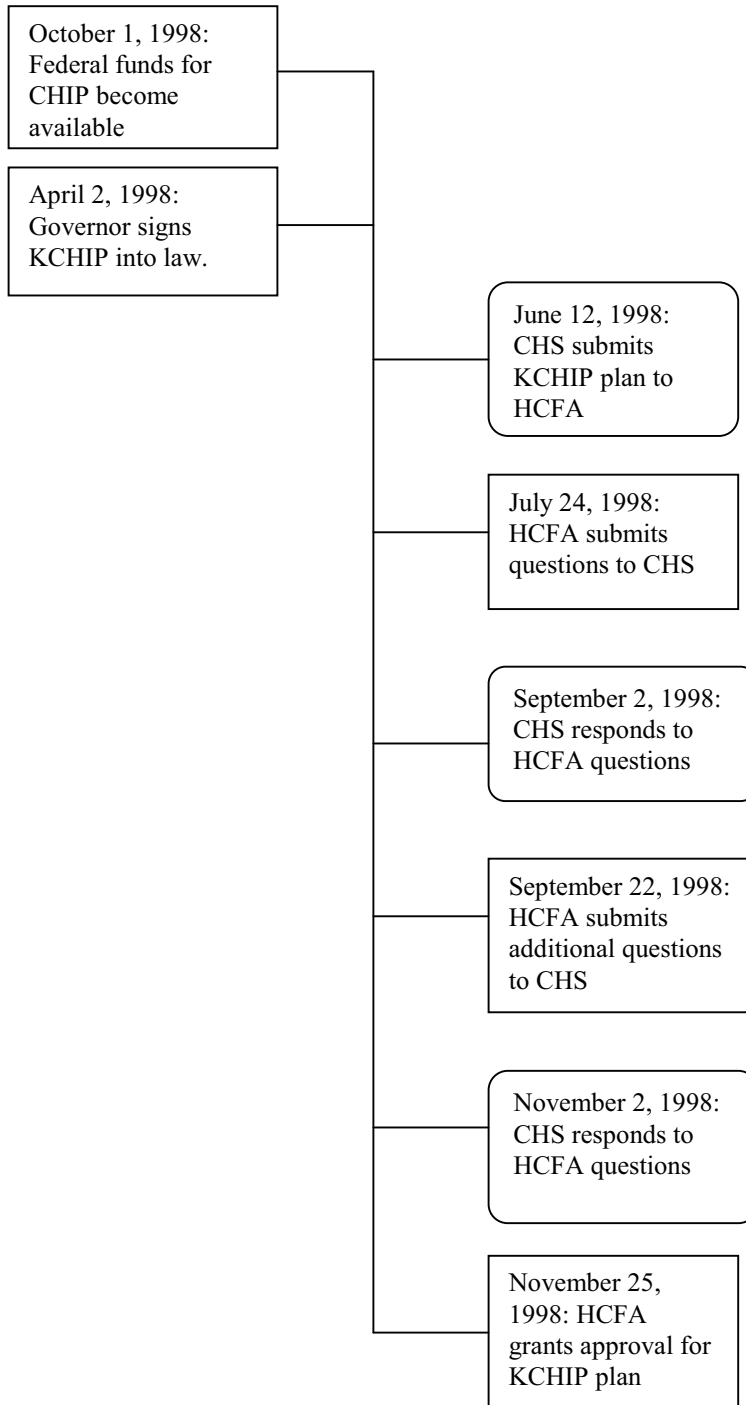 October 1, 1998:
Federal funds for
CHIP become
available
April 2, 1998:
Governor signs
KCHIP into law.
June 12, 1998:
CHS submits
KCHIP plan to
HCFA
July 24, 1998:
HCFA submits
questions to CHS
September 2, 1998:
CHS responds to
HCFA questions
September 22, 1998:
HCFA submits
additional questions
to CHS
November 2, 1998:
CHS responds to
HCFA questions
November 25,
1998: HCFA
grants approval for
KCHIP plan